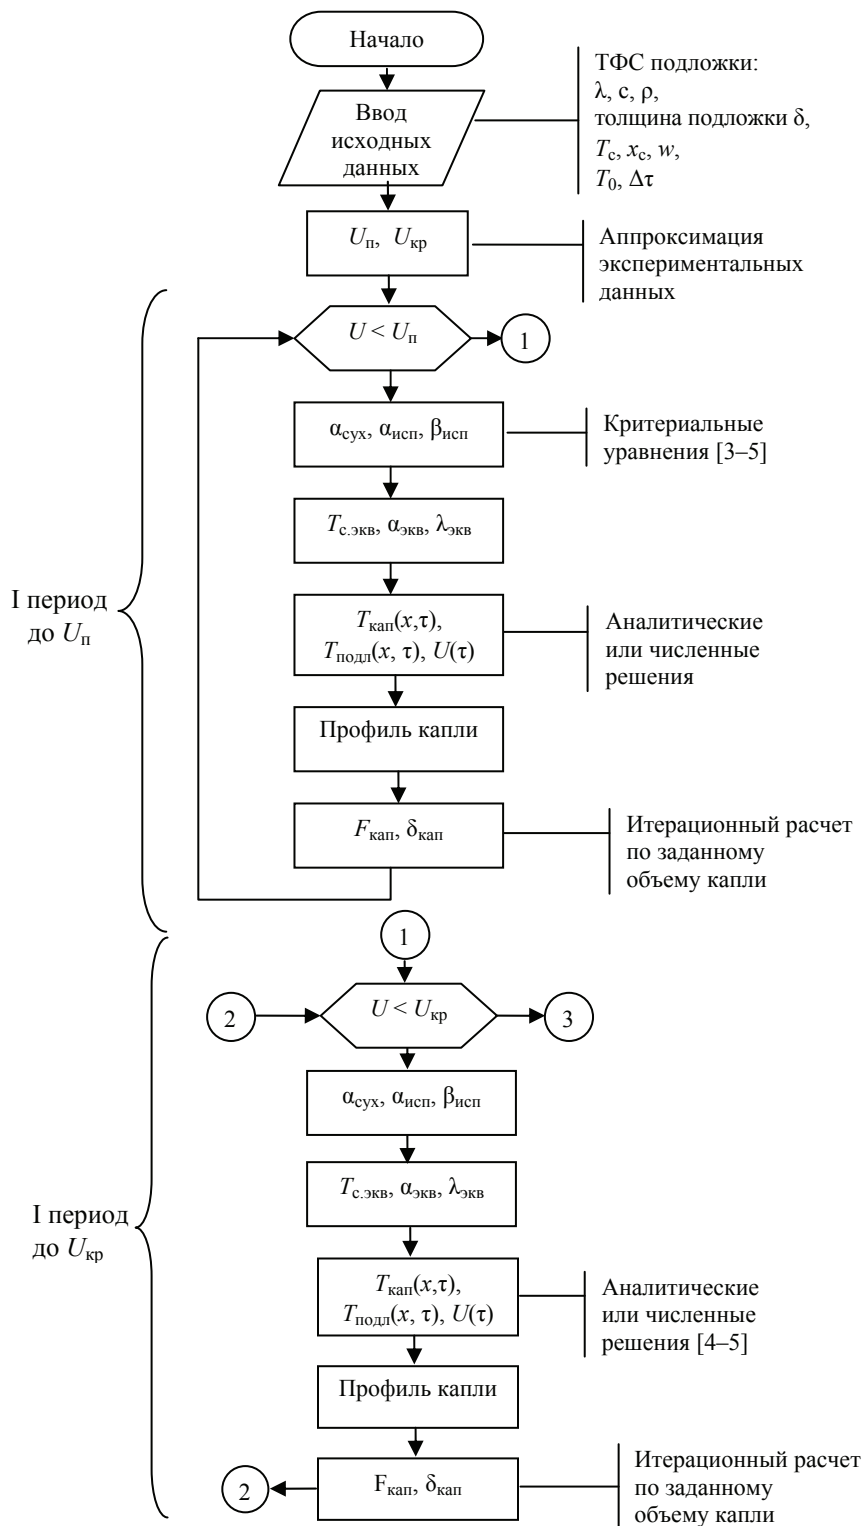 Начало
ТФС подложки:
λ, с, ρ,
толщина подложки δ,
Tс, xс, w,
T0, Δτ
Ввод
исходных
данных
Uп, Uкр
Аппроксимация
экспериментальных
данных
U < Uп
1
αсух, αисп, βисп
Критериальные
уравнения [3–5]
Tс.экв, αэкв, λэкв
I период
до Uп
Tкап(x,τ),
Tподл(x, τ), U(τ)
Аналитические
или численные
решения
Профиль капли
Fкап, δкап
Итерационный расчет
по заданному
объему капли
1
2
U < Uкр
3
αсух, αисп, βисп
Tс.экв, αэкв, λэкв
I период
до Uкр
Tкап(x,τ),
Tподл(x, τ), U(τ)
Аналитические
или численные
решения [4–5]
Профиль капли
2
Fкап, δкап
Итерационный расчет
по заданному
объему капли